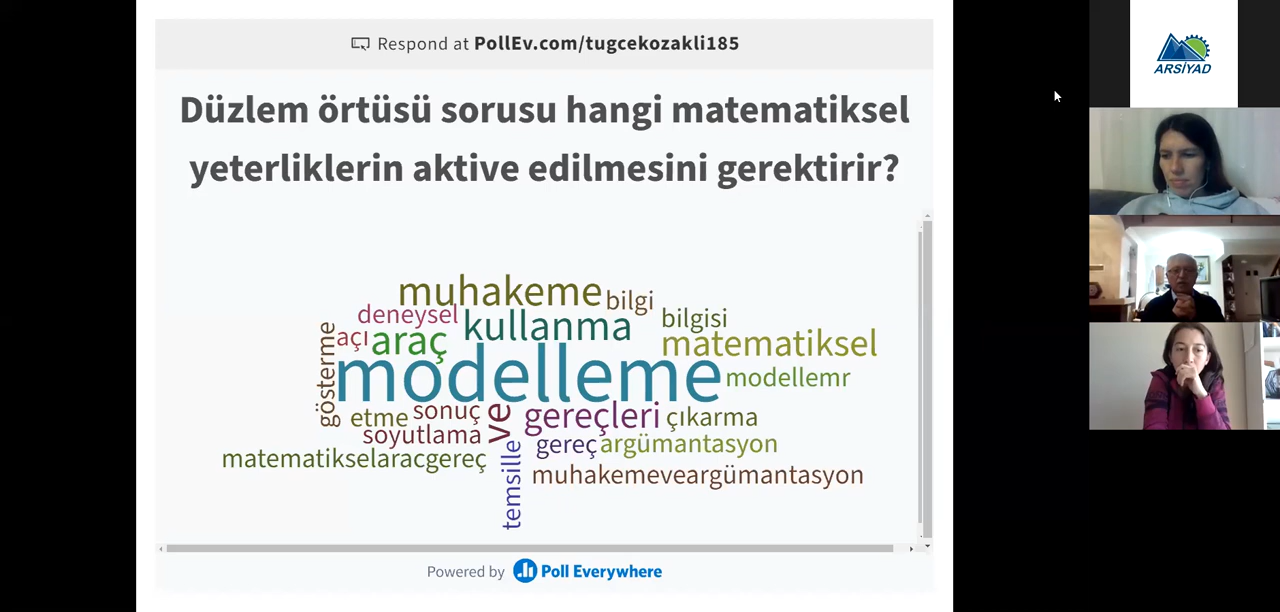 Respond at PollEv.com/tugcekozakli185
ARSİYAD
Düzlem örtüsü sorusu hangi matematiksel
yeterliklerin aktive edilmesini gerektirir?
muhakeme
bilgi
deneysel
kullanma
bilgisi
gösterme
açı
araç
matematiksel
modelleme
modellemr
etme
sonuç
ve
gereçleri
çıkarma
soyutlama
gereç
argümantasyon
matematikselaracgereç
temsille
muhakemeveargümantasyon
Powered by Poll Everywhere